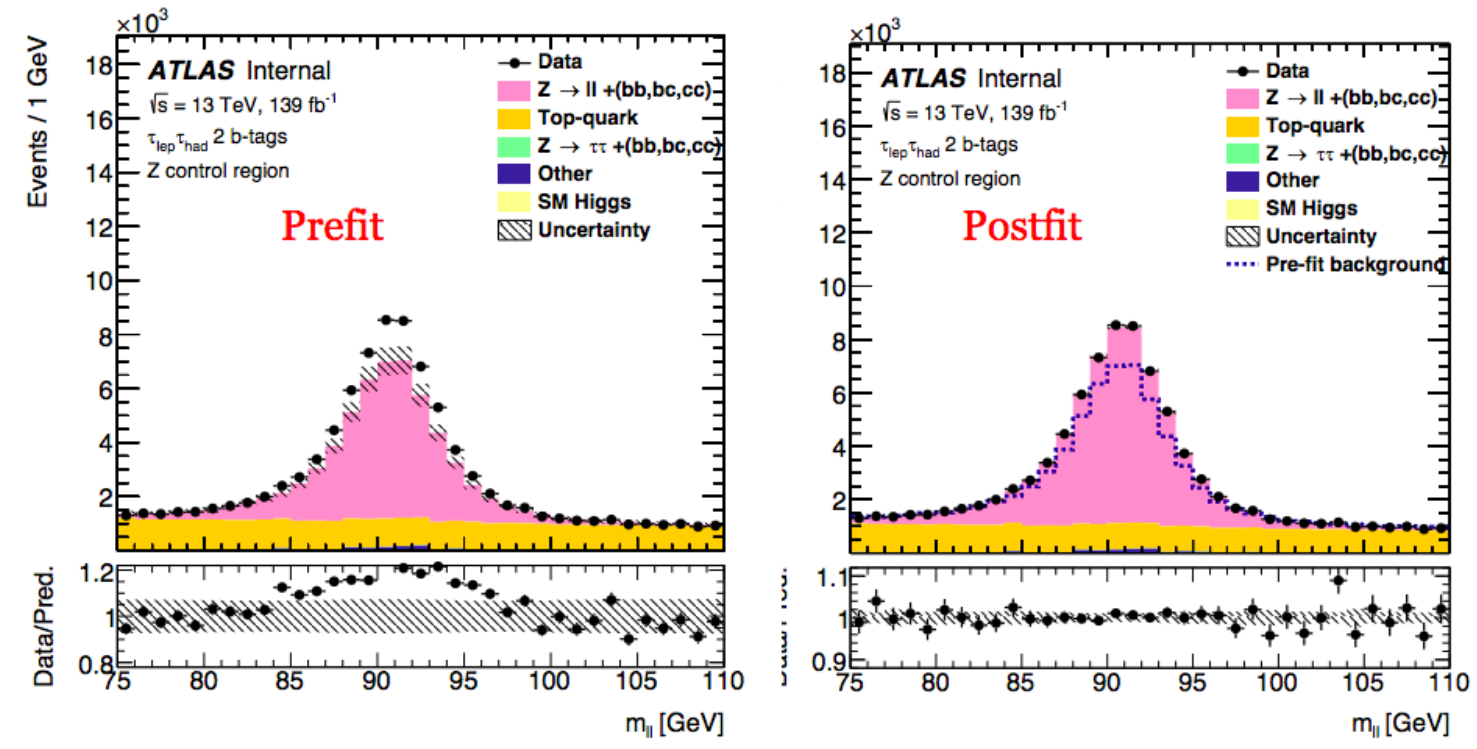 ×10³
Events / 1 GeV
18
16
14
12
10
8
6
4
2
ATLAS Internal
√s = 13 TeV, 139 fb⁻¹
τlepτhad 2 b-tags
Z control region
Prefit
Data
Z → ll +(bb,bc,cc)
Top-quark
Z → ττ +(bb,bc,cc)
Other
SM Higgs
Uncertainty
Data/Pred.
1.2
1
0.8
75 80 85 90 95 100 105 110
mll [GeV]
×10³
18
16
14
12
10
8
6
4
2
ATLAS Internal
√s = 13 TeV, 139 fb⁻¹
τlepτhad 2 b-tags
Z control region
Postfit
Data
Z → ll +(bb,bc,cc)
Top-quark
Z → ττ +(bb,bc,cc)
Other
SM Higgs
Uncertainty
Pre-fit background
1.1
1
0.9
75 80 85 90 95 100 105 110
mll [GeV]